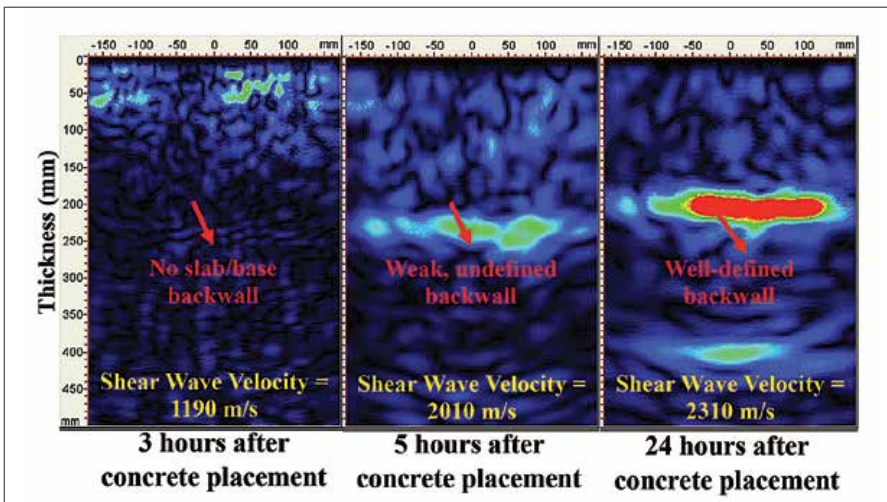 -150 -100 -50 0 50 100 mm
-150 -100 -50 0 50 100 mm
-150 -100 -50 0 50 100 mm
Thickness (mm)
0
50
100
150
200
250
300
350
400
450
mm
No slab/base
backwall
Shear Wave Velocity =
1190 m/s
Weak, undefined
backwall
Shear Wave Velocity =
2010 m/s
Well-defined
backwall
Shear Wave Velocity =
2310 m/s
3 hours after
concrete placement
5 hours after
concrete placement
24 hours after
concrete placement